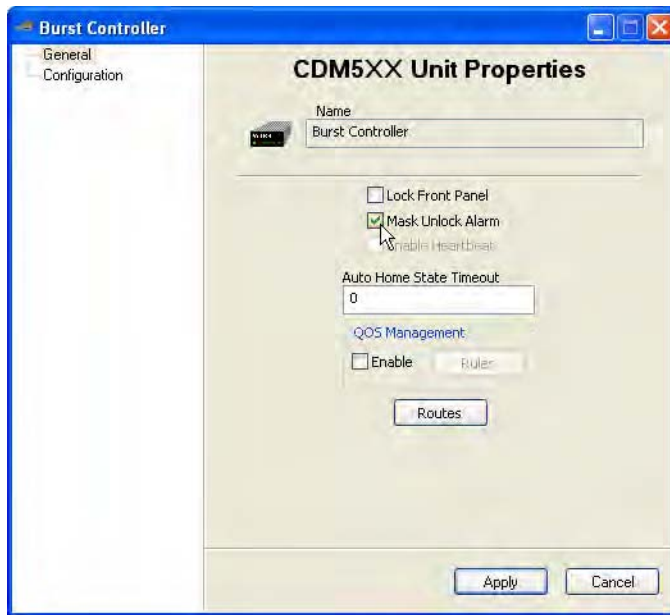 Burst Controller
General
Configuration
CDM5XX Unit Properties
Name
Burst Controller
Lock Front Panel
Mask Unlock Alarm
Enable Heartbeat
Auto Home State Timeout
0
QOS Management
Enable
Rules
Routes
Apply
Cancel